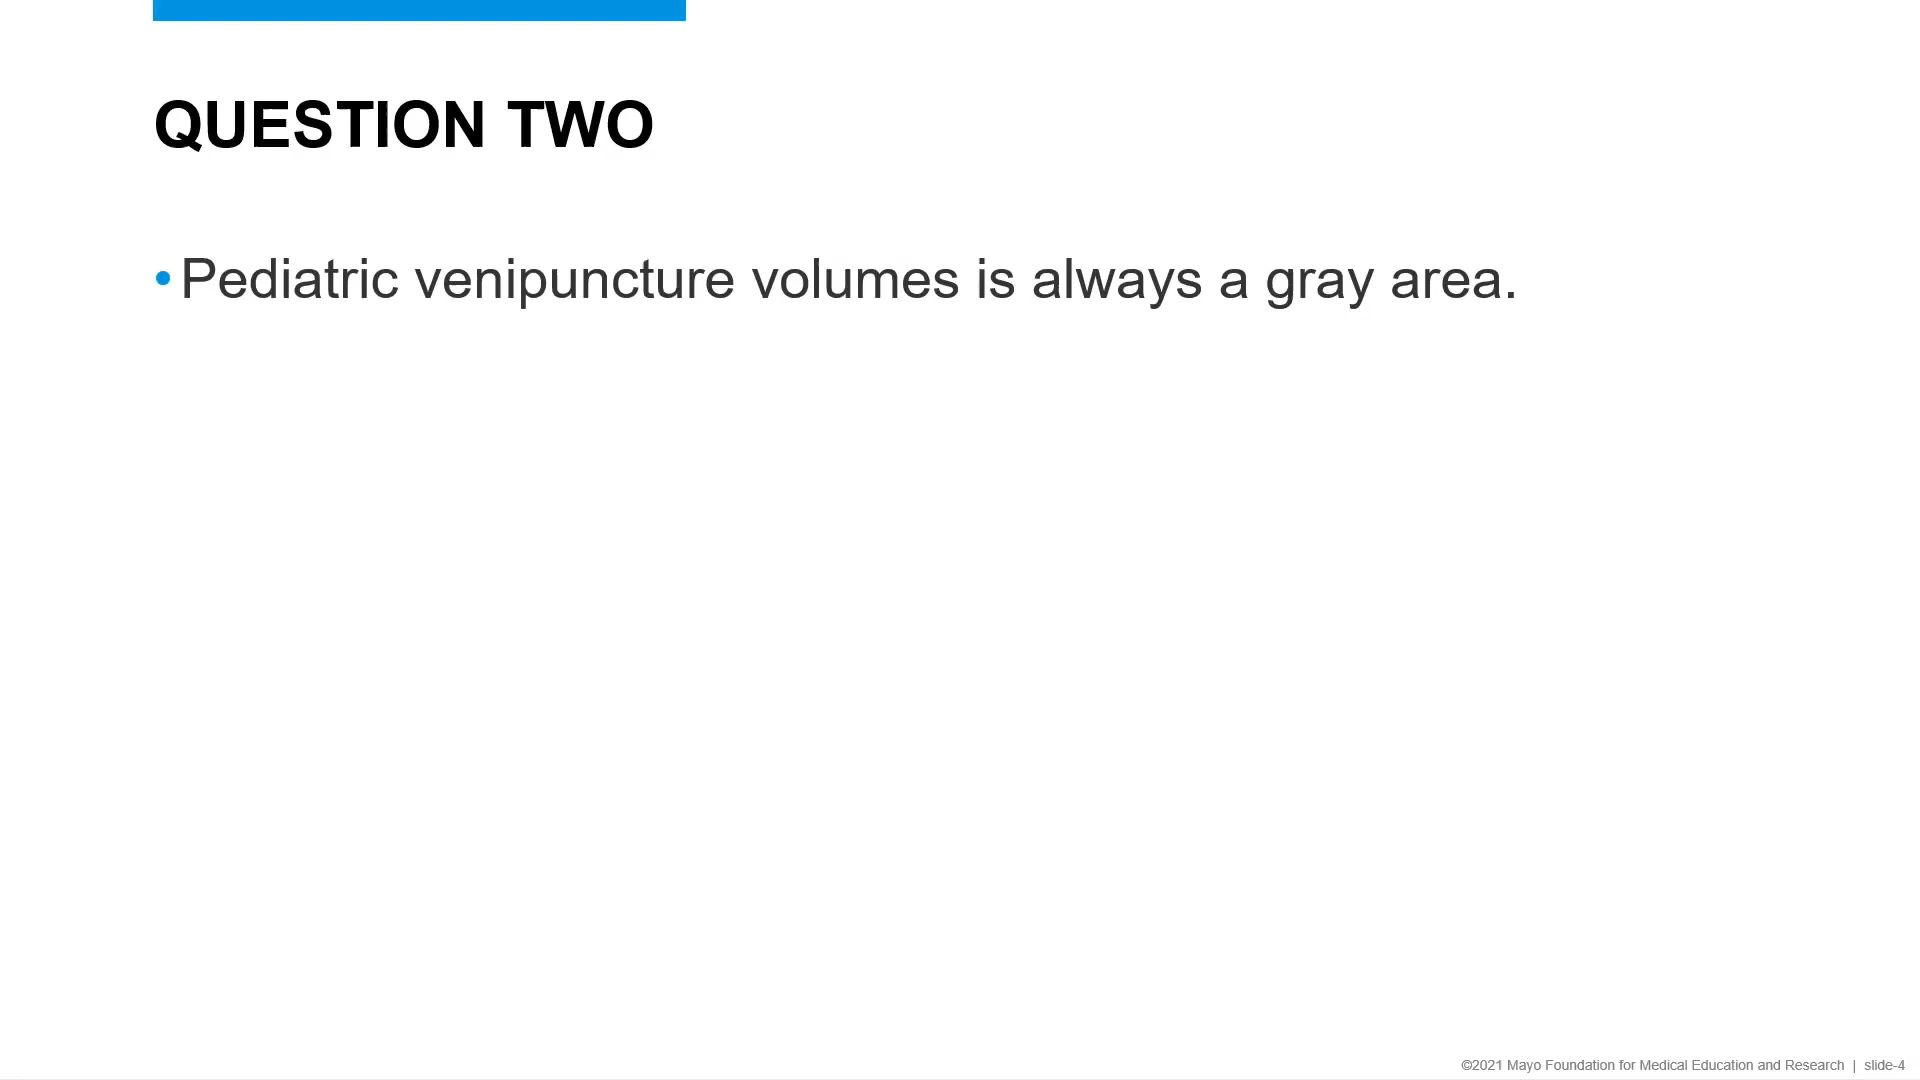 QUESTION TWO
• Pediatric venipuncture volumes is always a gray area.
©2021 Mayo Foundation for Medical Education and Research | slide-4